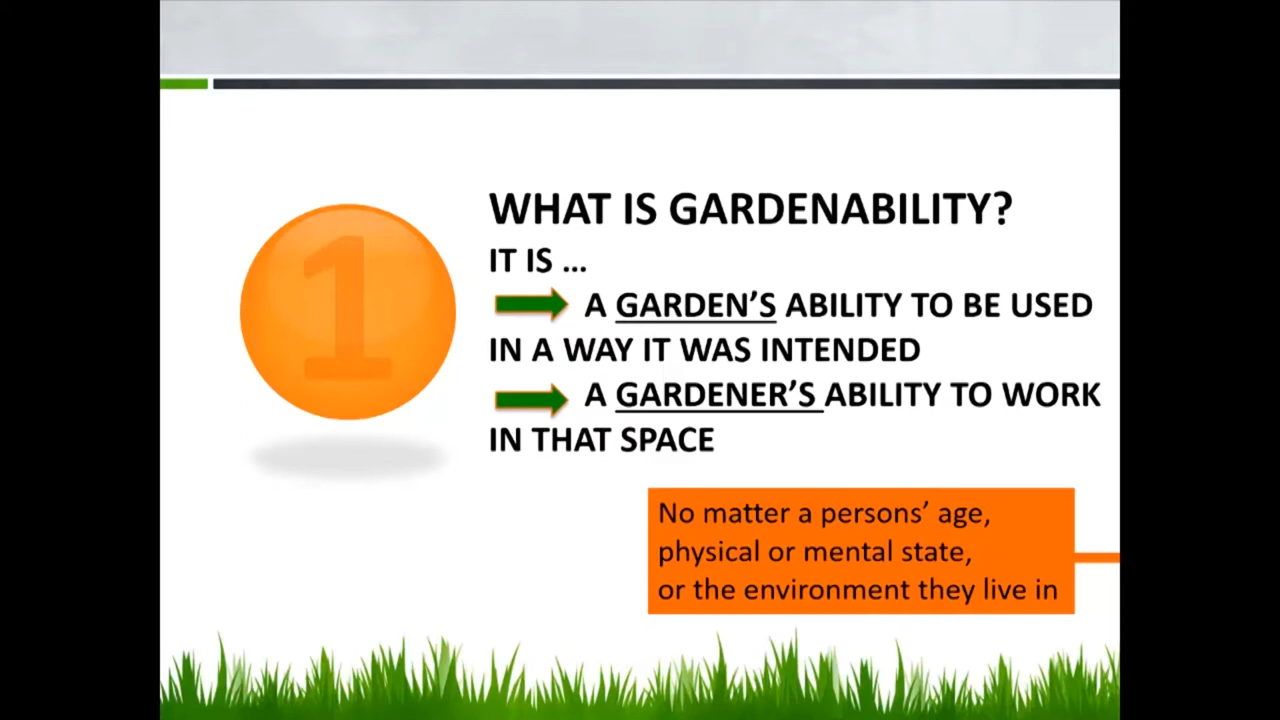 1
WHAT IS GARDENABILITY?
IT IS …
A GARDEN’S ABILITY TO BE USED
IN A WAY IT WAS INTENDED
A GARDENER’S ABILITY TO WORK
IN THAT SPACE
No matter a persons’ age,
physical or mental state,
or the environment they live in